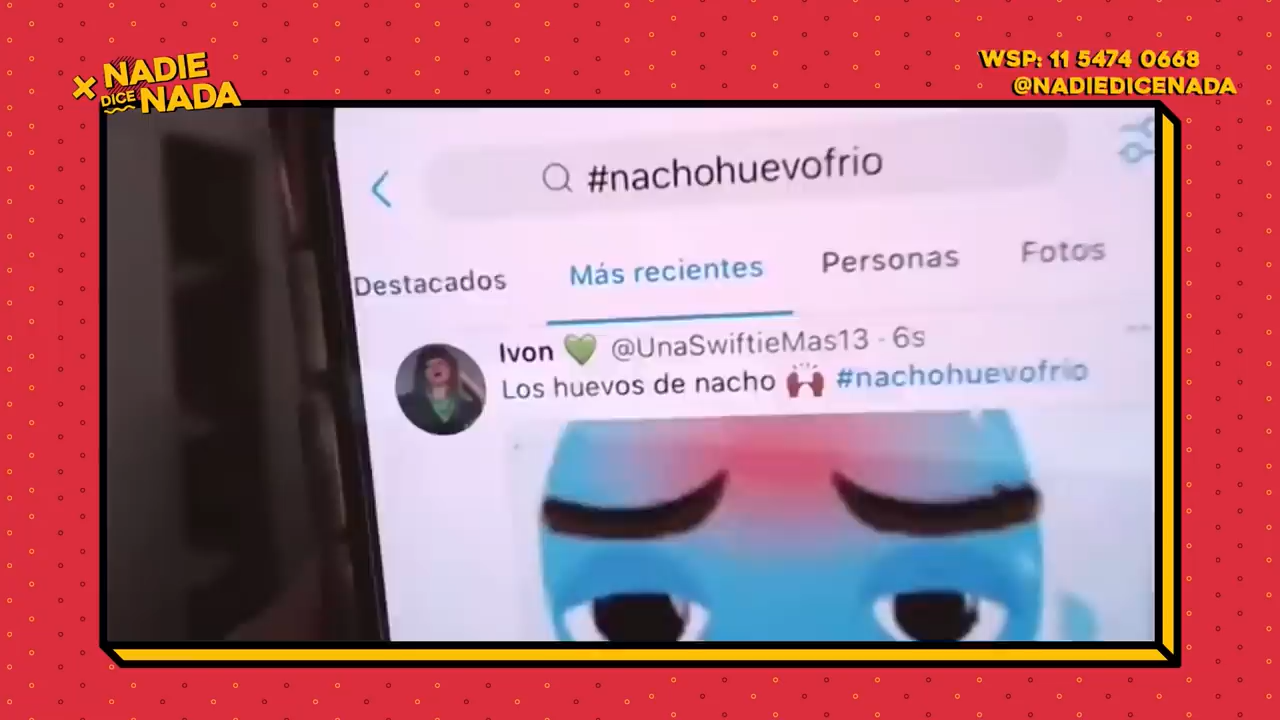 NADIE
DICE NADA
WSP: 11 5474 0668
@NADIEDICENADA
#nachohuevofrio
Destacados
Más recientes
Personas
Fotos
Ivon 💚 @UnaSwiftieMas13 · 6s
Los huevos de nacho 🙌🏿 #nachohuevofrio